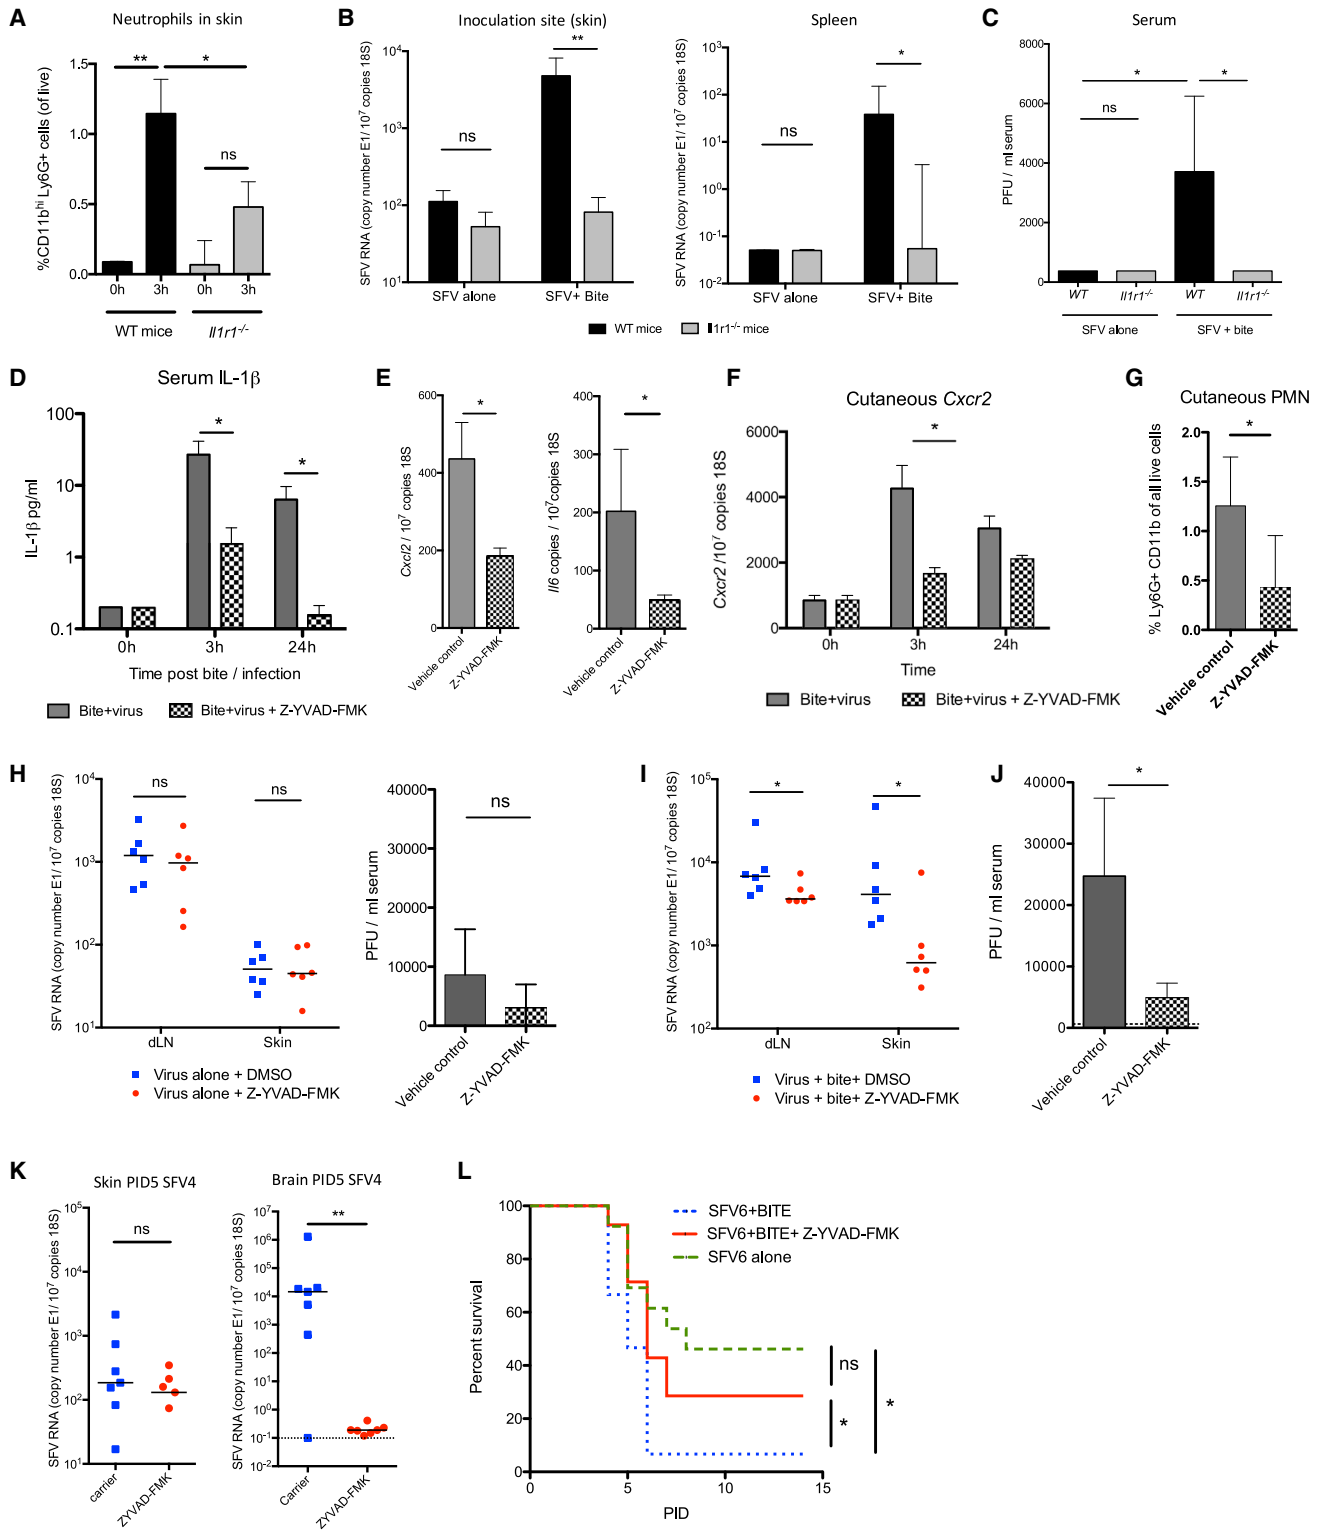 A
Neutrophils in skin
%CD11b^hi Ly6G+ cells (of live)
1.5
1.0
0.5
0.0
**
*
ns
0h
3h
0h
3h
WT mice
Il1r1-/-
B
Inoculation site (skin)
SFV RNA (copy number E1/ 10^7 copies 18S)
10^4
10^3
10^2
10^1
ns
**
SFV alone
SFV+ Bite
Spleen
SFV RNA (copy number E1/ 10^7 copies 18S)
10^3
10^2
10^1
10^0
10^-1
10^-2
ns
*
SFV alone
SFV+ Bite
WT mice
Il1r1-/- mice
C
Serum
PFU / ml serum
8000
6000
4000
2000
0
*
*
ns
WT
Il1r1-/-
WT
Il1r1-/-
SFV alone
SFV + bite
D
Serum IL-1β
IL-1β pg/ml
100
10
1
0.1
*
*
0h
3h
24h
Time post bite / infection
Bite+virus
Bite+virus + Z-YVAD-FMK
E
Cxcl2 / 10^7 copies 18S
600
400
200
0
*
Vehicle control
Z-YVAD-FMK
Il6 copies / 10^7 copies 18S
400
300
200
100
0
*
Vehicle control
Z-YVAD-FMK
F
Cutaneous Cxcr2
Cxcr2 /10^7 copies 18S
6000
4000
2000
0
*
0h
3h
24h
Time
Bite+virus
Bite+virus + Z-YVAD-FMK
G
Cutaneous PMN
% Ly6G+ CD11b of all live cells
2.0
1.5
1.0
0.5
0.0
*
Vehicle control
Z-YVAD-FMK
H
SFV RNA (copy number E1/ 10^7 copies 18S)
10^4
10^3
10^2
10^1
ns
ns
dLN
Skin
Virus alone + DMSO
Virus alone + Z-YVAD-FMK
PFU / ml serum
40000
30000
20000
10000
0
ns
Vehicle control
Z-YVAD-FMK
I
SFV RNA (copy number E1/ 10^7 copies 18S)
10^5
10^4
10^3
10^2
*
*
dLN
Skin
Virus + bite+ DMSO
Virus + bite+ Z-YVAD-FMK
J
PFU / ml serum
40000
30000
20000
10000
0
*
Vehicle control
Z-YVAD-FMK
K
Skin PID5 SFV4
SFV RNA (copy number E1/ 10^7 copies 18S)
10^5
10^4
10^3
10^2
10^1
ns
carrier
ZYVAD-FMK
Brain PID5 SFV4
SFV RNA (copy number E1/ 10^7 copies 18S)
10^7
10^6
10^5
10^4
10^3
10^2
10^1
10^0
10^-1
10^-2
**
Carrier
ZYVAD-FMK
L
Percent survival
100
80
60
40
20
0
SFV6+BITE
SFV6+BITE+ Z-YVAD-FMK
SFV6 alone
ns
*
*
0
5
10
15
PID